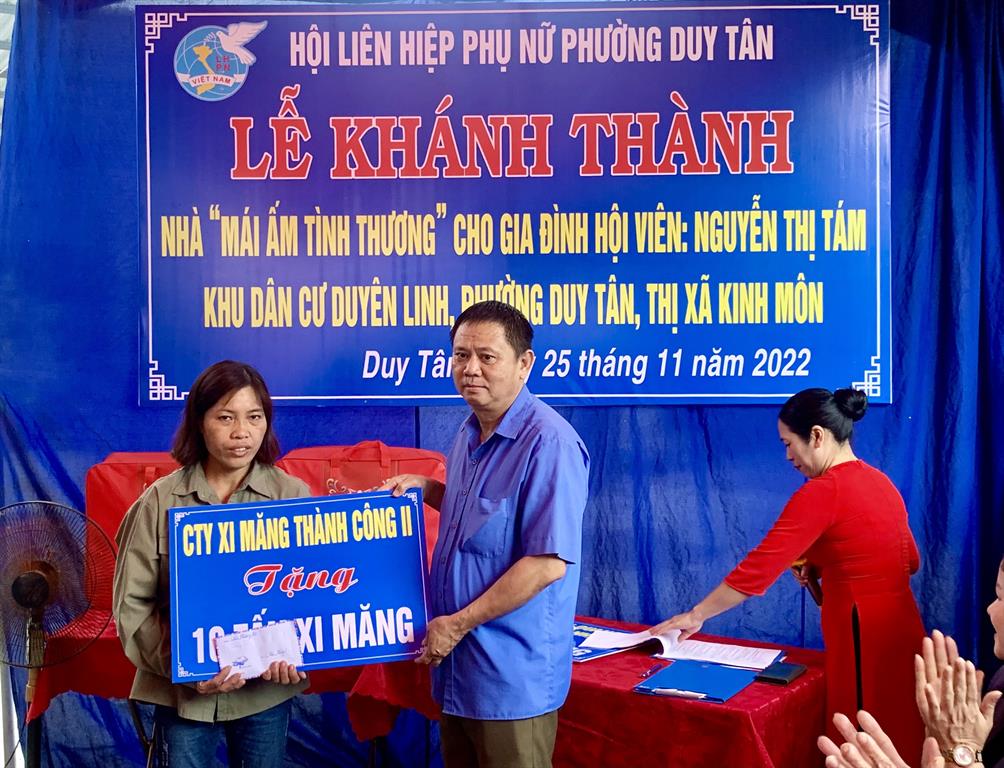 HỘI LIÊN HIỆP PHỤ NỮ PHƯỜNG DUY TÂN
LH
PN
VIỆT NAM
LỄ KHÁNH THÀNH
NHÀ “MÁI ẤM TÌNH THƯƠNG” CHO GIA ĐÌNH HỘI VIÊN: NGUYỄN THỊ TÁM
KHU DÂN CƯ DUYÊN LINH, PHƯỜNG DUY TÂN, THỊ XÃ KINH MÔN
Duy Tân 25 tháng 11 năm 2022
CTY XI MĂNG THÀNH CÔNG II
Tặng
XI MĂNG